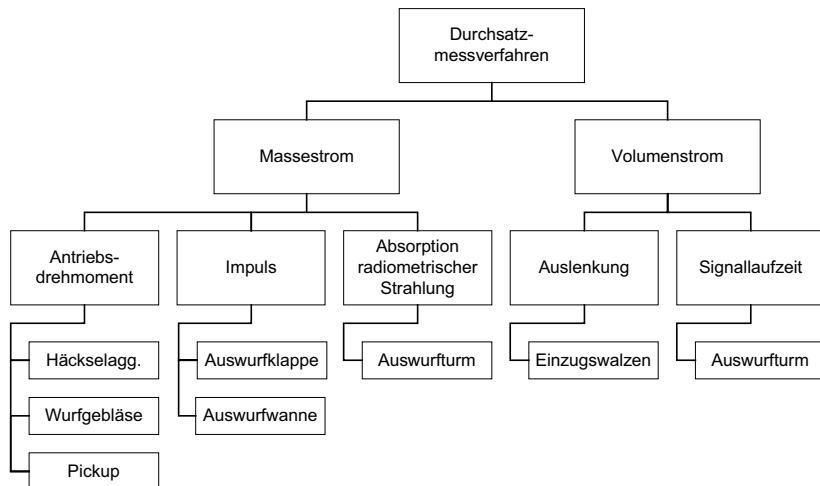 Durchsatz-
messverfahren
Massestrom
Volumenstrom
Antriebs-
drehmoment
Impuls
Absorption
radiometrischer
Strahlung
Auslenkung
Signallaufzeit
Häckselagg.
Auswurfklappe
Auswurfturm
Einzugswalzen
Auswurfturm
Wurfgebläse
Auswurfwanne
Pickup